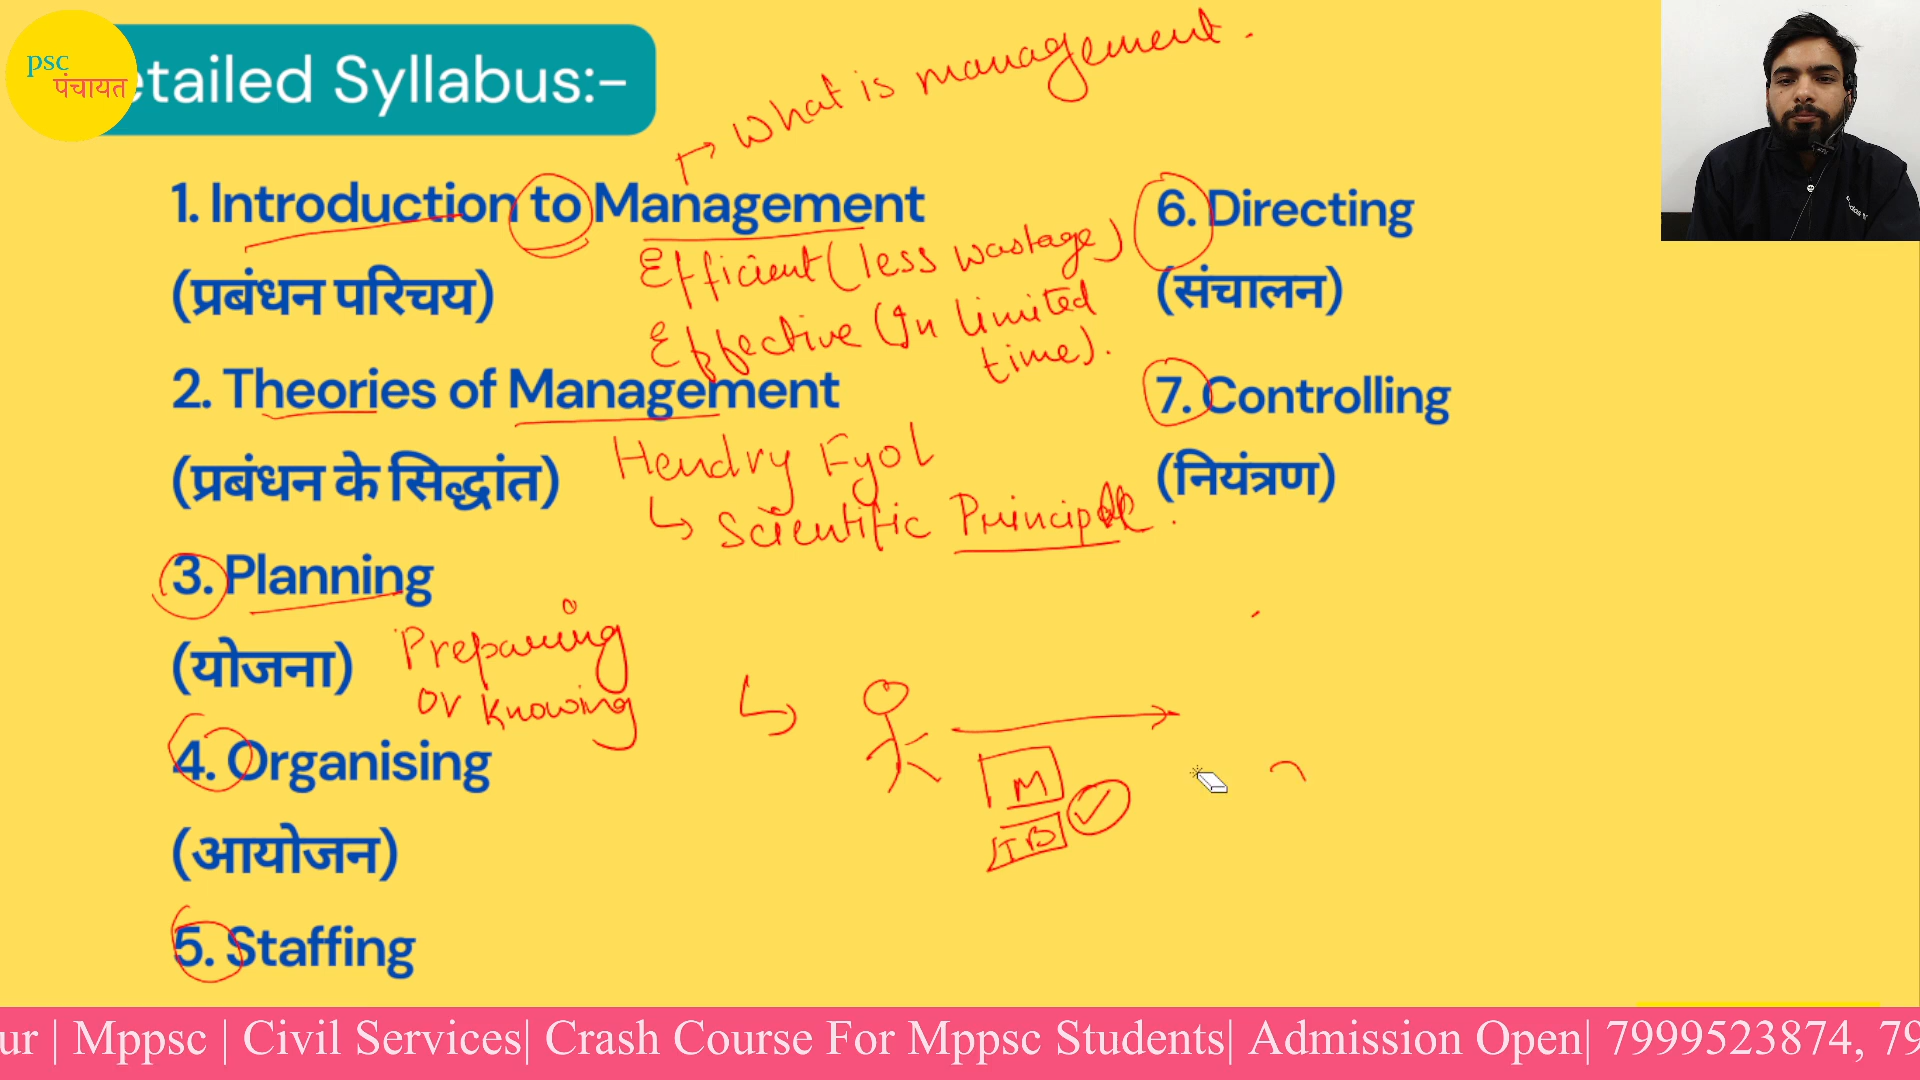 psc
पंचायत
etailed Syllabus:-
What is management.
1. Introduction to Management
(प्रबंधन परिचय)
Efficient (less wastage)
Effective (In limited
time).
2. Theories of Management
(प्रबंधन के सिद्धांत)
Hendry Fyol
Scientific Principle.
3. Planning
(योजना)
Preparing
or knowing
4. Organising
(आयोजन)
5. Staffing
M
TB
6. Directing
(संचालन)
7. Controlling
(नियंत्रण)
ur | Mppsc | Civil Services| Crash Course For Mppsc Students| Admission Open| 7999523874, 79